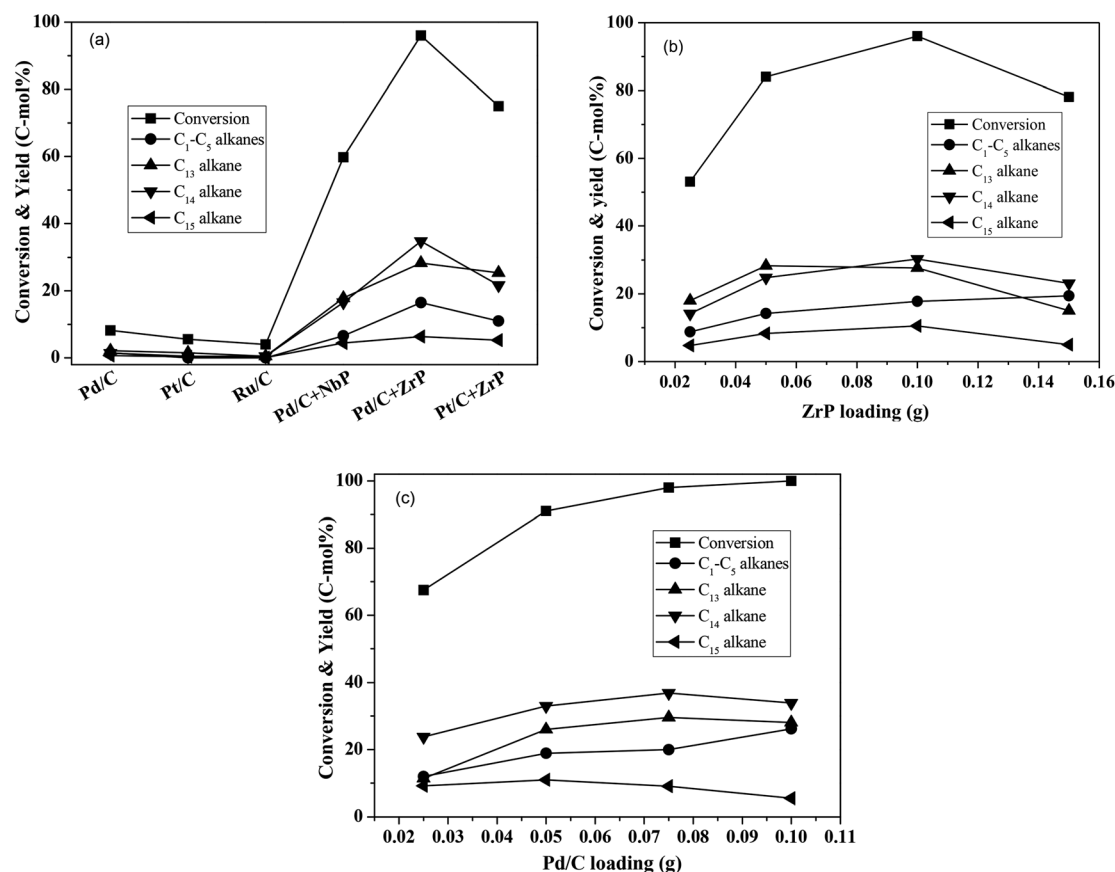 (a)
Conversion & Yield (C-mol%)
100
80
60
40
20
0
Conversion
C1-C5 alkanes
C13 alkane
C14 alkane
C15 alkane
Pd/C
Pt/C
Ru/C
Pd/C+NbP
Pd/C+ZrP
Pt/C+ZrP
(b)
Conversion & yield (C-mol%)
100
80
60
40
20
0
Conversion
C1-C5 alkanes
C13 alkane
C14 alkane
C15 alkane
0.02 0.04 0.06 0.08 0.10 0.12 0.14 0.16
ZrP loading (g)
(c)
Conversion & Yield (C-mol%)
100
80
60
40
20
0
Conversion
C1-C5 alkanes
C13 alkane
C14 alkane
C15 alkane
0.02 0.03 0.04 0.05 0.06 0.07 0.08 0.09 0.10 0.11
Pd/C loading (g)